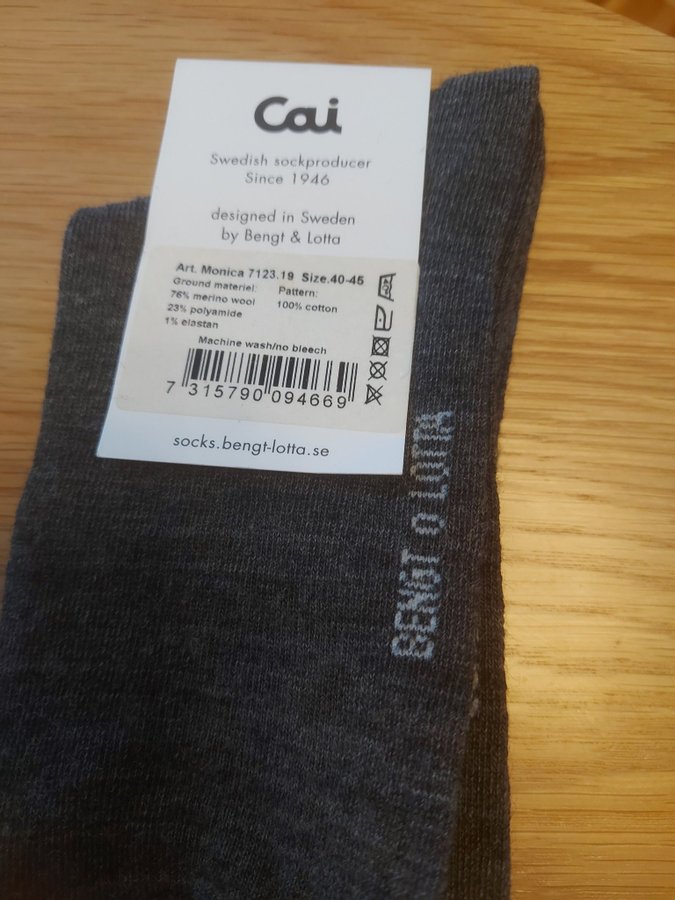 Cai
Swedish sockproducer
Since 1946
designed in Sweden
by Bengt & Lotta
Art. Monica 7123.19 Size.40-45
Ground materiel:
76% merino wool
23% polyamide
1% elastan
Pattern:
100% cotton
Machine wash/no bleech
7 315790 094669
socks.bengt-lotta.se
BENGT O LOTTA